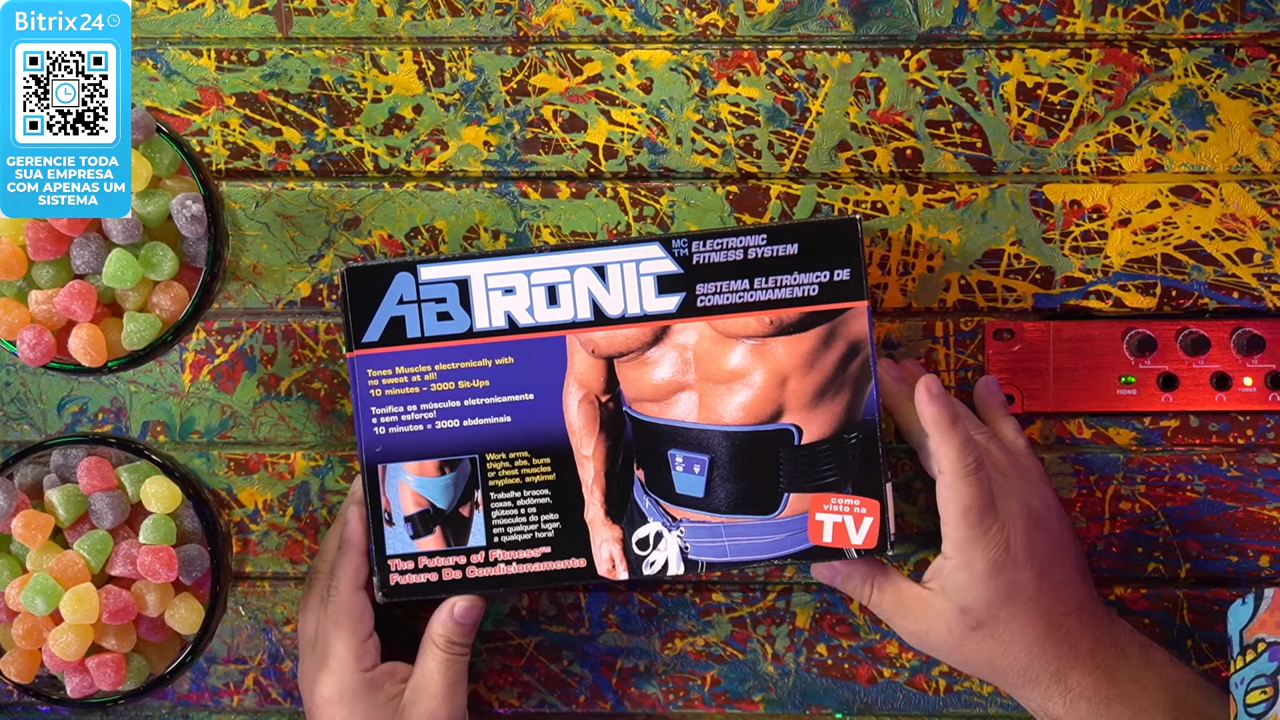 Bitrix24
GERENCIE TODA
SUA EMPRESA
COM APENAS UM
SISTEMA
ABTRONIC
MC
TM
ELECTRONIC
FITNESS SYSTEM
SISTEMA ELETRÔNICO DE
CONDICIONAMENTO
Tones Muscles electronically with
no sweat at all!
10 minutes = 3000 Sit-Ups
Tonifica os músculos eletronicamente
e sem esforço!
10 minutos = 3000 abdominais
Work arms,
thighs, abs, buns
or chest muscles
anyplace, anytime!
Trabalhe braços,
coxas, abdômen,
glúteos e os
músculos do peito
em qualquer lugar,
a qualquer hora!
The Future of Fitness™
Futuro Do Condicionamento
como
visto na
TV
MONO
POWER